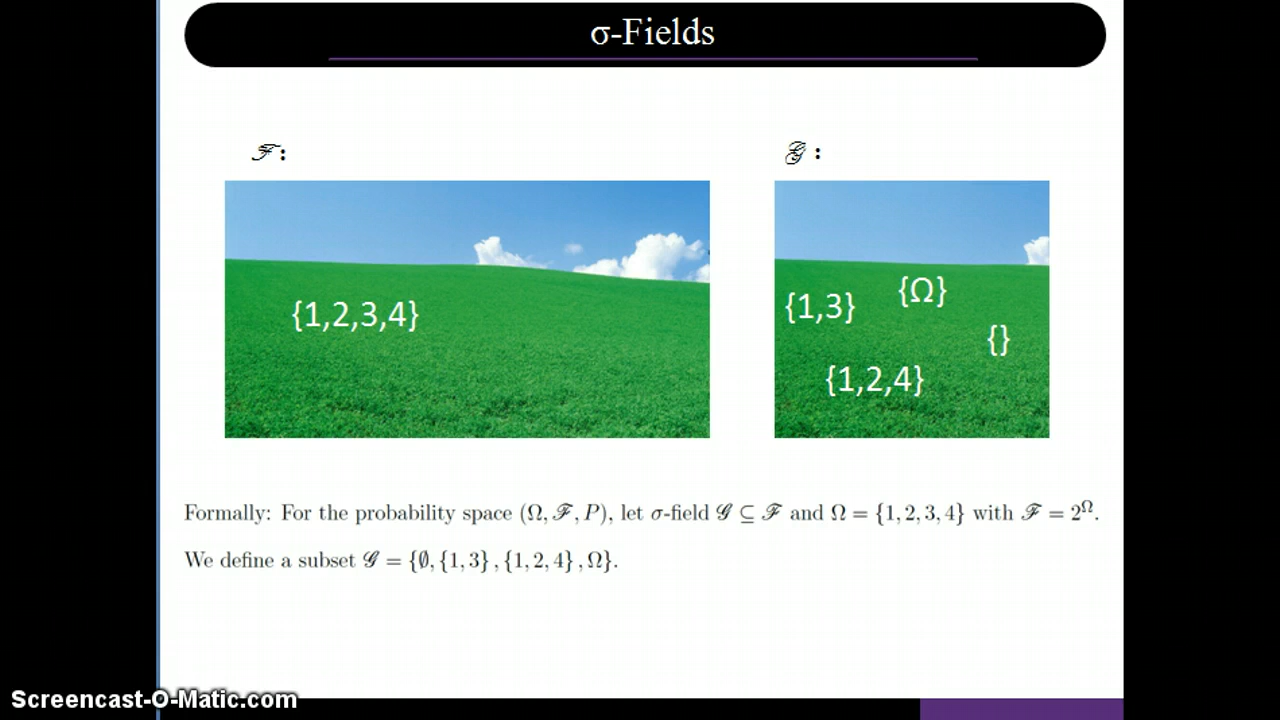 σ-Fields
ℱ :
𝒢 :
{1,2,3,4}
{1,3}
{Ω}
{}
{1,2,4}
Formally: For the probability space (Ω, ℱ, P), let σ-field 𝒢 ⊆ ℱ and Ω = {1, 2, 3, 4} with ℱ = 2^Ω.
We define a subset 𝒢 = {∅, {1, 3} , {1, 2, 4} , Ω}.
Screencast-O-Matic.com